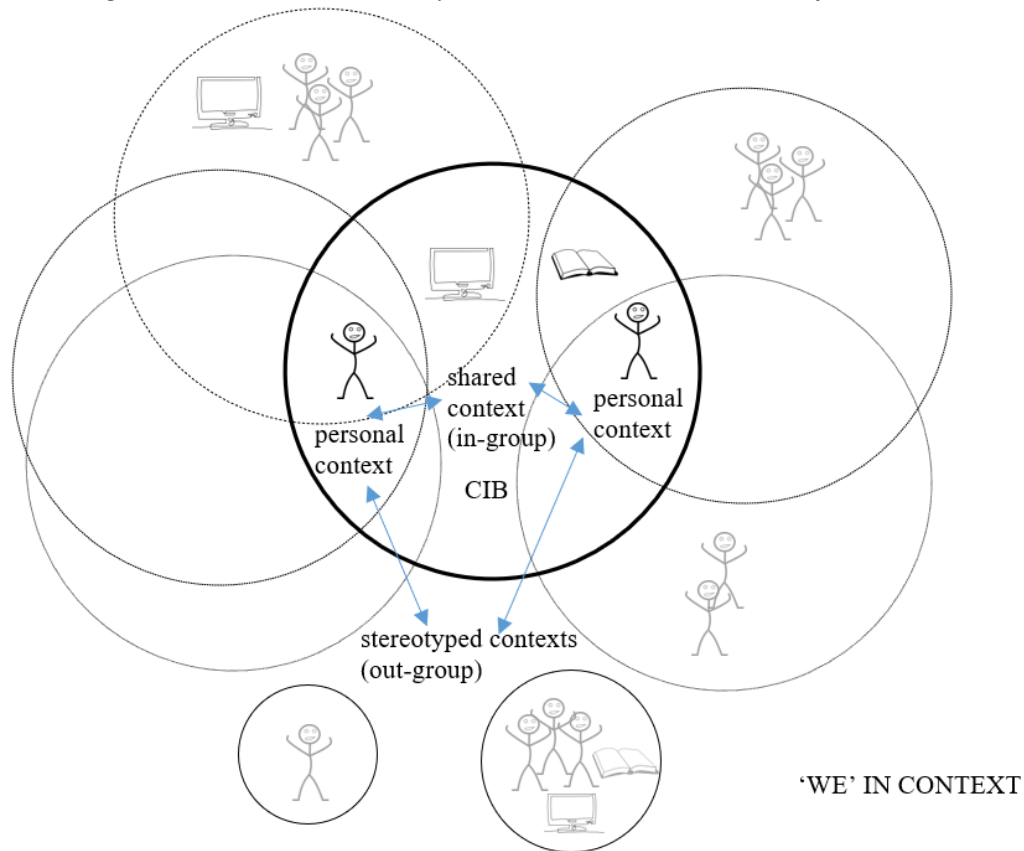 shared
context
(in-group)
personal
context
personal
context
CIB
stereotyped contexts
(out-group)
‘WE’ IN CONTEXT